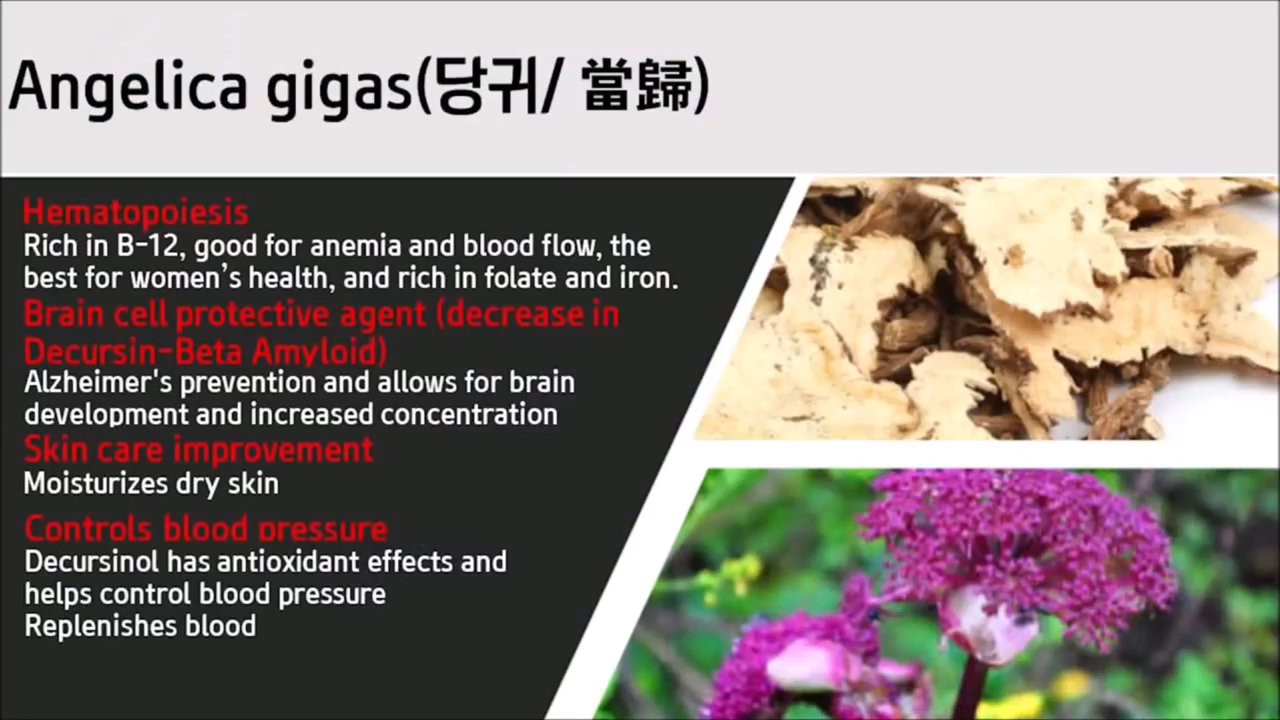 Angelica gigas(당귀/ 當歸)
Hematopoiesis
Rich in B-12, good for anemia and blood flow, the
best for women's health, and rich in folate and iron.
Brain cell protective agent (decrease in
Decursin-Beta Amyloid)
Alzheimer's prevention and allows for brain
development and increased concentration
Skin care improvement
Moisturizes dry skin
Controls blood pressure
Decursinol has antioxidant effects and
helps control blood pressure
Replenishes blood